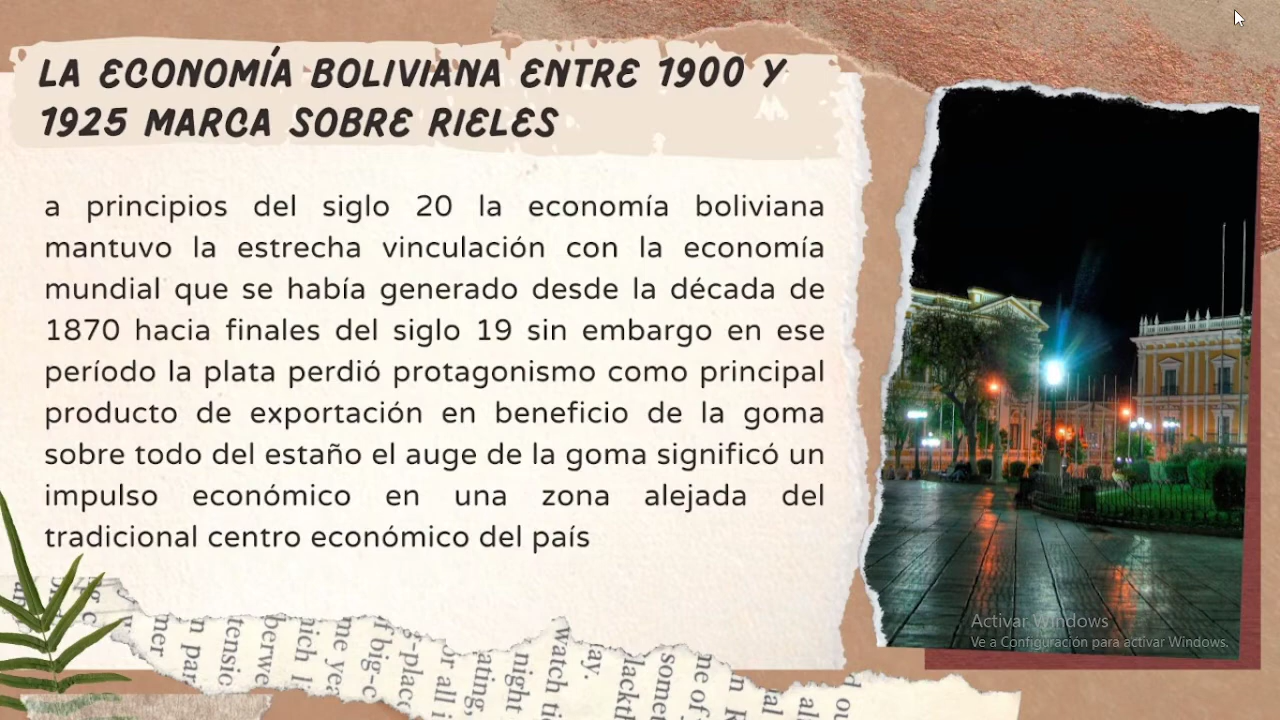 LA ECONOMÍA BOLIVIANA ENTRE 1900 Y
1925 MARCA SOBRE RIELES
a principios del siglo 20 la economía boliviana
mantuvo la estrecha vinculación con la economía
mundial que se había generado desde la década de
1870 hacia finales del siglo 19 sin embargo en ese
período la plata perdió protagonismo como principal
producto de exportación en beneficio de la goma
sobre todo del estaño el auge de la goma significó un
impulso económico en una zona alejada del
tradicional centro económico del país
Activar Windows
Ve a Configuración para activar Windows.